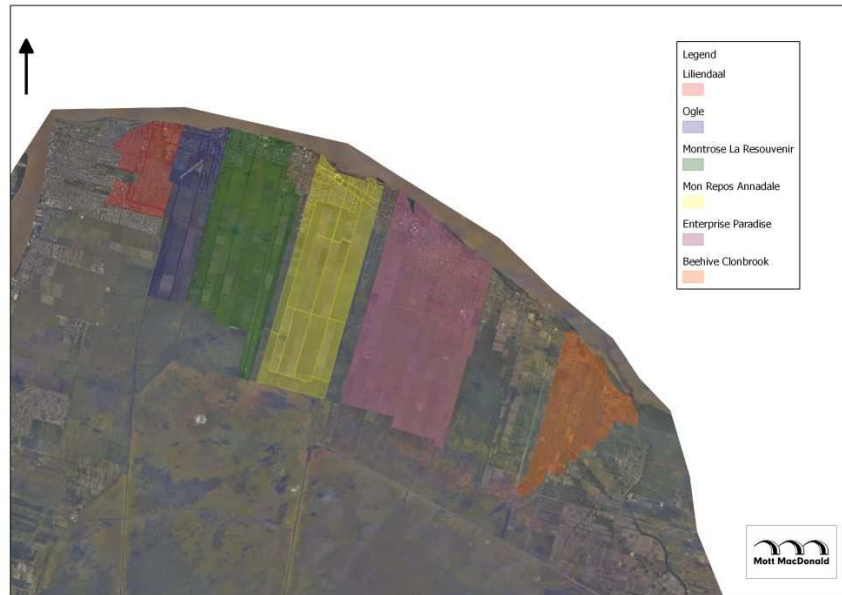 Legend
Liliendaal
Ogle
Montrose La Resouvenir
Mon Repos Annadale
Enterprise Paradise
Beehive Clonbrook
Mott MacDonald